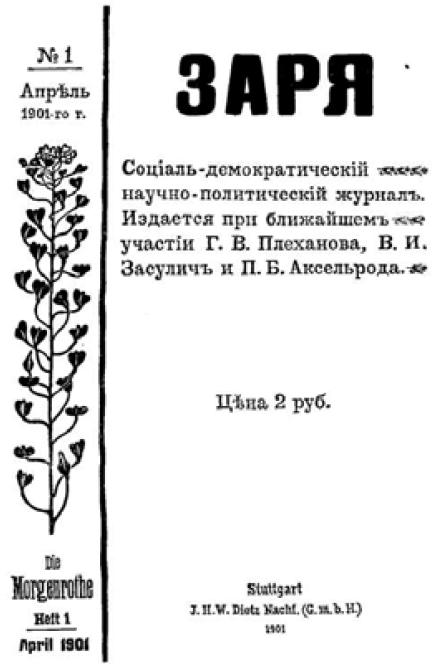 № 1
Апрѣль
1901-го г.
ЗАРЯ
Соціаль-демократическій
научно-политическій журналъ.
Издается при ближайшемъ
участіи Г. В. Плеханова, В. И.
Засуличъ и П. Б. Аксельрода.
Цѣна 2 руб.
Die
Morgenrothe
Heft 1
April 1901
Stuttgart
J. H. W. Dietz Nachf. (G. m. b. H.)
1901